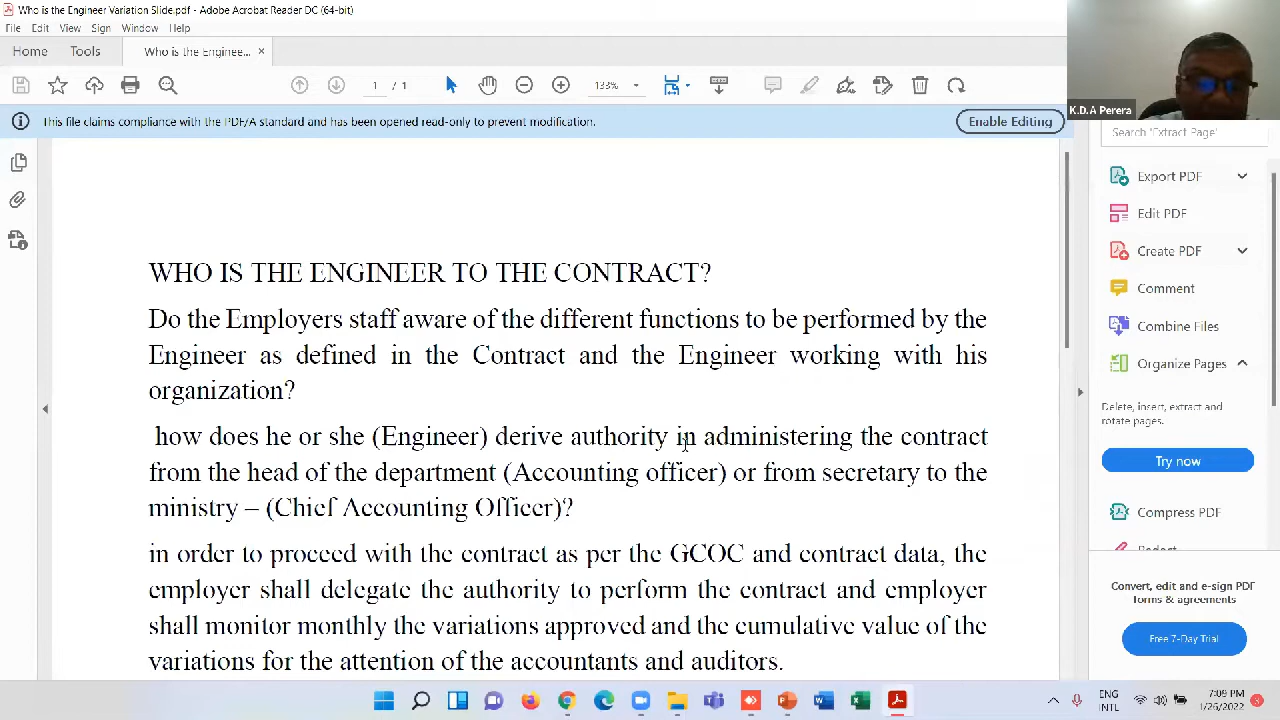 Who is the Engineer Variation Slide.pdf - Adobe Acrobat Reader DC (64-bit)
File Edit View Sign Window Help
Home Tools Who is the Enginee... ×
1 / 1 133%
K.D.A Perera
This file claims compliance with the PDF/A standard and has been opened read-only to prevent modification. Enable Editing
WHO IS THE ENGINEER TO THE CONTRACT?
Do the Employers staff aware of the different functions to be performed by the
Engineer as defined in the Contract and the Engineer working with his
organization?
how does he or she (Engineer) derive authority in administering the contract
from the head of the department (Accounting officer) or from secretary to the
ministry – (Chief Accounting Officer)?
in order to proceed with the contract as per the GCOC and contract data, the
employer shall delegate the authority to perform the contract and employer
shall monitor monthly the variations approved and the cumulative value of the
variations for the attention of the accountants and auditors.
Search 'Extract Page'
Export PDF
Edit PDF
Create PDF
Comment
Combine Files
Organize Pages
Delete, insert, extract and
rotate pages.
Try now
Compress PDF
Redact
Convert, edit and e-sign PDF
forms & agreements
Free 7-Day Trial
ENG
INTL
7:09 PM
1/26/2022
3